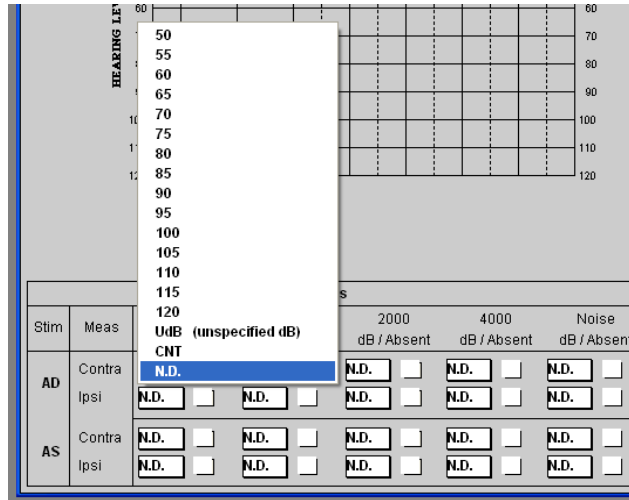 HEARING LEV
60
60
70
80
90
100
110
120
50
55
60
65
70
75
80
85
90
95
100
105
110
115
120
UdB (unspecified dB)
CNT
N.D.
s
Stim Meas 2000 4000 Noise
dB / Absent dB / Absent dB / Absen
AD
Contra N.D. N.D. N.D.
Ipsi N.D. N.D. N.D. N.D. N.D.
AS
Contra N.D. N.D. N.D. N.D. N.D.
Ipsi N.D. N.D. N.D. N.D. N.D.